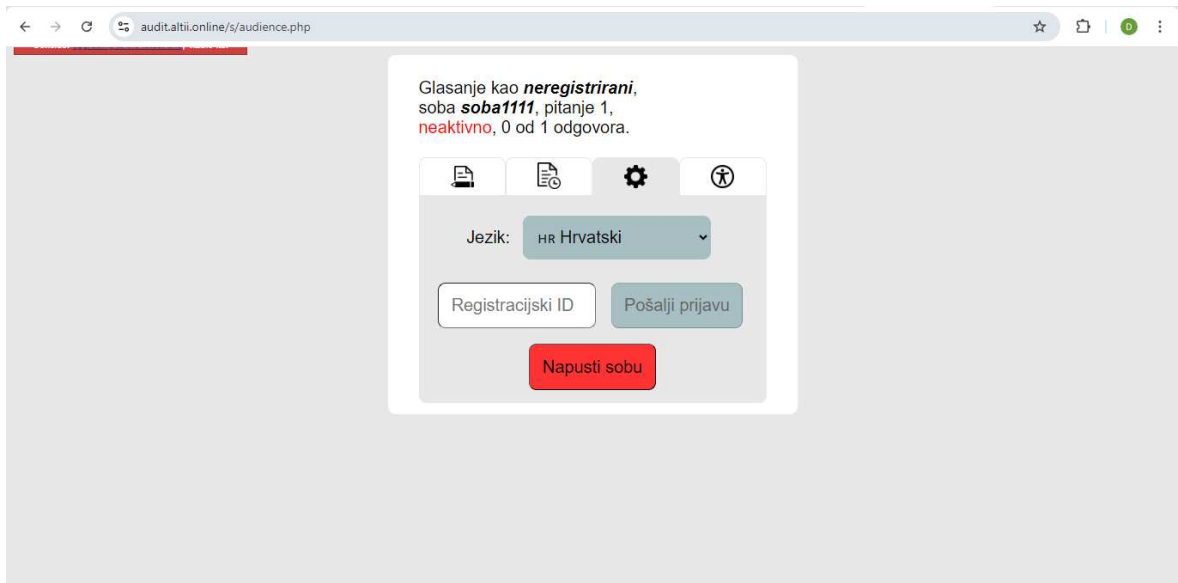 audit.altii.online/s/audience.php
D
Glasanje kao neregistrirani,
soba soba1111, pitanje 1,
neaktivno, 0 od 1 odgovora.
Jezik: HR Hrvatski
Registracijski ID Pošalji prijavu
Napusti sobu